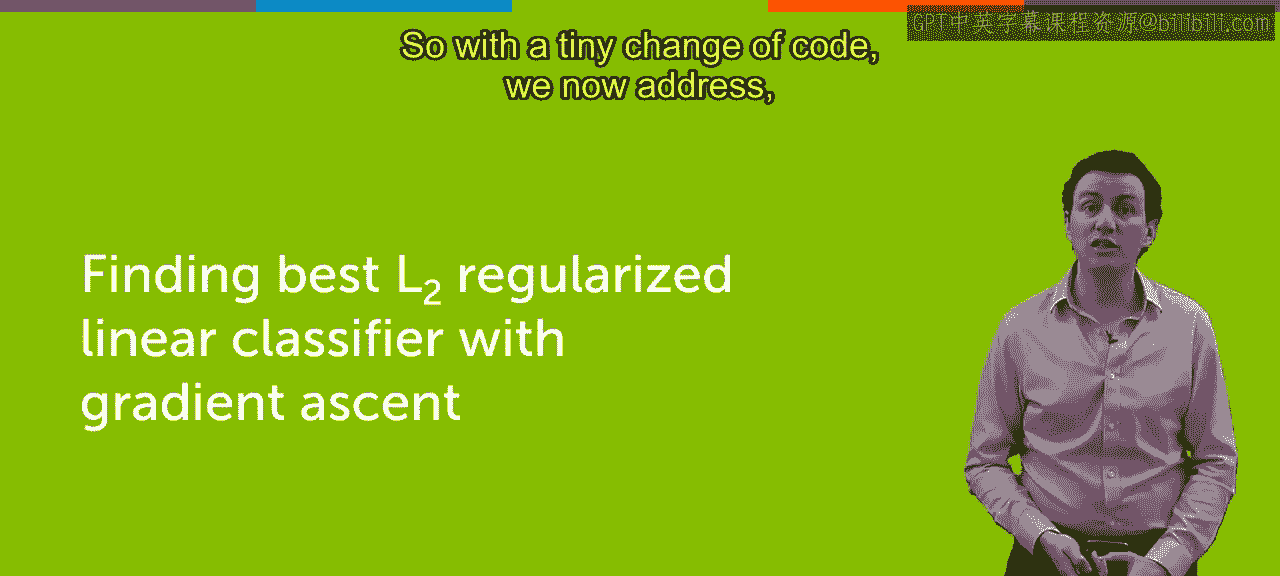 GPT中英字幕课程资源@bilibili.com
So with a tiny change of code,
we now address,
Finding best L₂ regularized
linear classifier with
gradient ascent